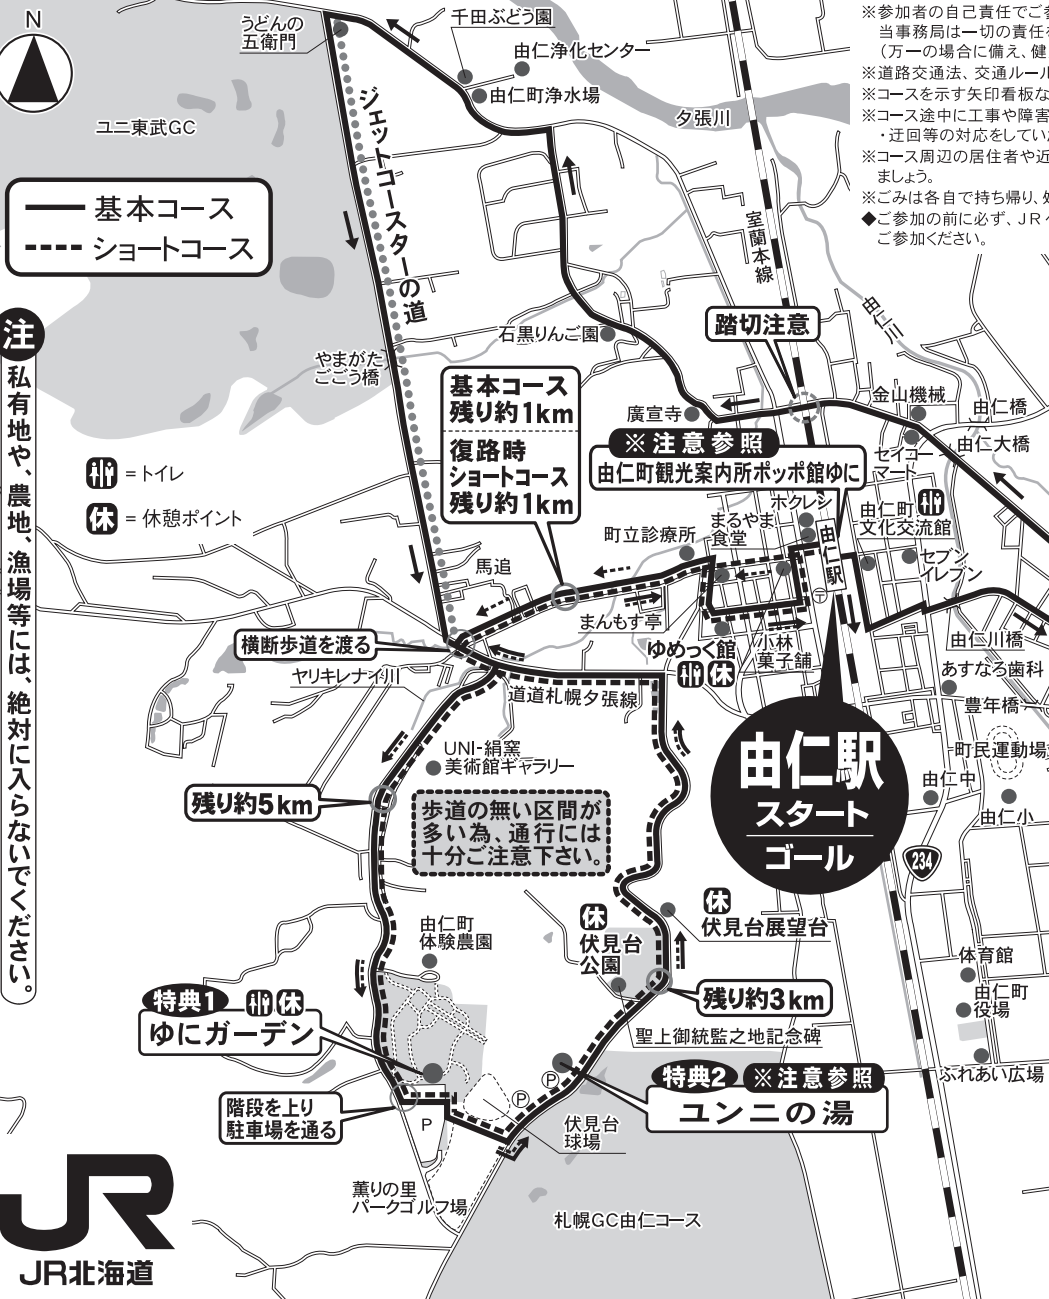 N
うどんの
五衛門
千田ぶどう園
由仁浄化センター
由仁町浄水場
夕張川
ユニ東武GC
※参加者の自己責任でご
当事務局は一切の責任
(万一の場合に備え、健
※道路交通法、交通ルール
※コースを示す矢印看板な
※コース途中に工事や障害
・迂回等の対応をしてい
※コース周辺の居住者や近
ましょう。
※ごみは各自で持ち帰り、
◆ご参加の前に必ず、JR
ご参加ください。
基本コース
ショートコース
ジェットコースターの道
室蘭本線
由仁川
踏切注意
石黒りんご園
やまがた
ごごう橋
注
私有地や、農地、漁場等には、絶対に入らないでください。
基本コース
残り約1km
復路時
ショートコース
残り約1km
廣宣寺
金山機械
由仁橋
由仁大橋
セイコー
マート
※注意参照
由仁町観光案内所ポッポ館ゆに
= トイレ
休 = 休憩ポイント
ホクレン
まるやま
食堂
町立診療所
由仁町
文化交流館
由仁駅
セブン
イレブン
馬追
まんもす亭
ゆめっく館
休
小林
菓子舗
由仁川橋
横断歩道を渡る
ヤリキレナイ川
道道札幌夕張線
あすなろ歯科
豊年橋
町民運動場
由仁中
由仁小
UNI-絹窯
美術館ギャラリー
残り約5km
歩道の無い区間が
多い為、通行には
十分ご注意下さい。
由仁駅
スタート
ゴール
234
休
伏見台展望台
休
伏見台
公園
由仁町
体験農園
体育館
由仁町
役場
特典1
休
ゆにガーデン
残り約3km
聖上御統監之地記念碑
ふれあい広場
特典2
※注意参照
ユンニの湯
階段を上り
駐車場を通る
P
P
P
伏見台
球場
薫りの里
パークゴルフ場
札幌GC由仁コース
JR
JR北海道